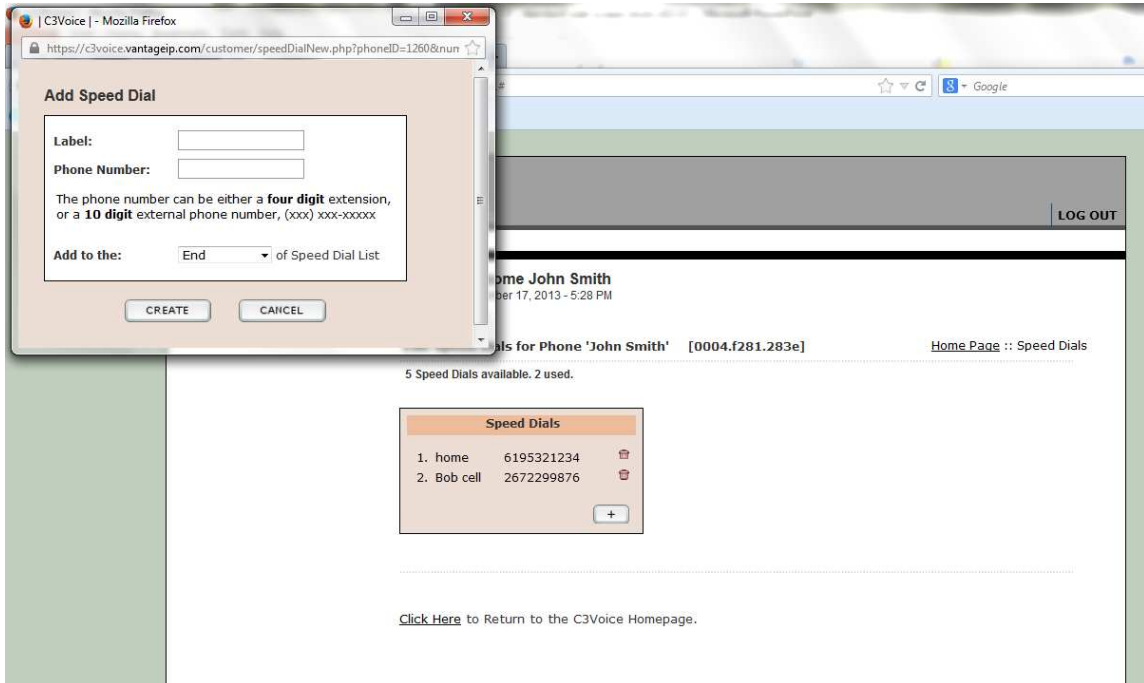 | C3Voice | - Mozilla Firefox
https://c3voice.vantageip.com/customer/speedDialNew.php?phoneID=1260&nun
Add Speed Dial
Label:
Phone Number:
The phone number can be either a four digit extension,
or a 10 digit external phone number, (xxx) xxx-xxxxx
Add to the: End of Speed Dial List
CREATE CANCEL
#
8 Google
LOG OUT
ome John Smith
ber 17, 2013 - 5:28 PM
als for Phone 'John Smith' [0004.f281.283e]
Home Page :: Speed Dials
5 Speed Dials available. 2 used.
Speed Dials
1. home 6195321234
2. Bob cell 2672299876
+
Click Here to Return to the C3Voice Homepage.